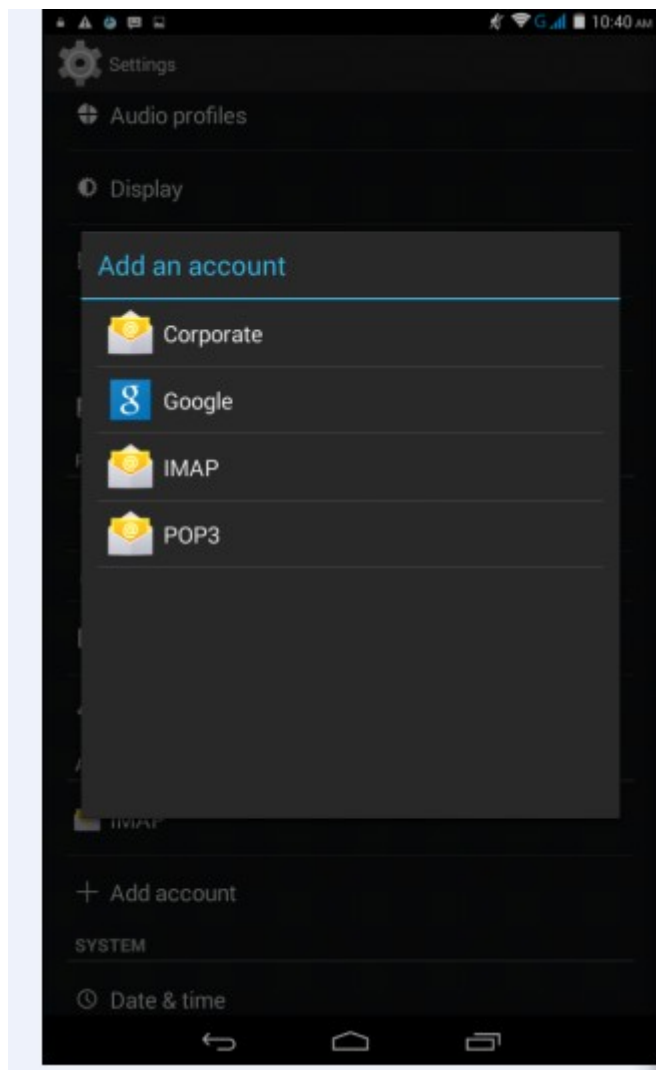 G 10:40 AM
Settings
Audio profiles
Display
Add an account
Corporate
Google
IMAP
POP3
IMAP
Add account
SYSTEM
Date & time